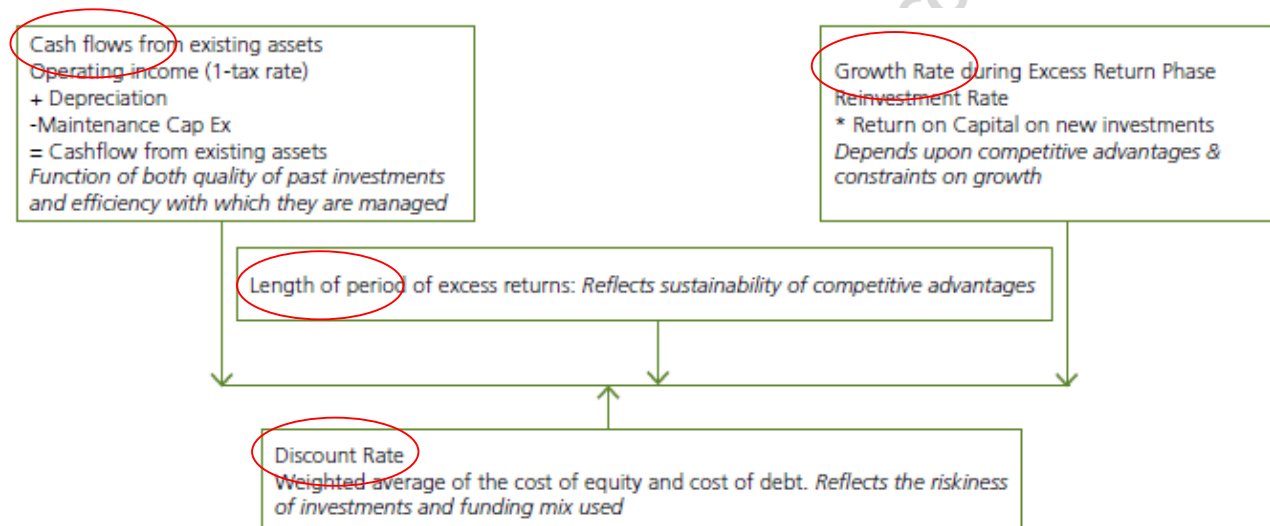 Cash flows from existing assets
Operating income (1-tax rate)
+ Depreciation
-Maintenance Cap Ex
= Cashflow from existing assets
Function of both quality of past investments
and efficiency with which they are managed
Growth Rate during Excess Return Phase
Reinvestment Rate
* Return on Capital on new investments
Depends upon competitive advantages &
constraints on growth
Length of period of excess returns: Reflects sustainability of competitive advantages
Discount Rate
Weighted average of the cost of equity and cost of debt. Reflects the riskiness
of investments and funding mix used